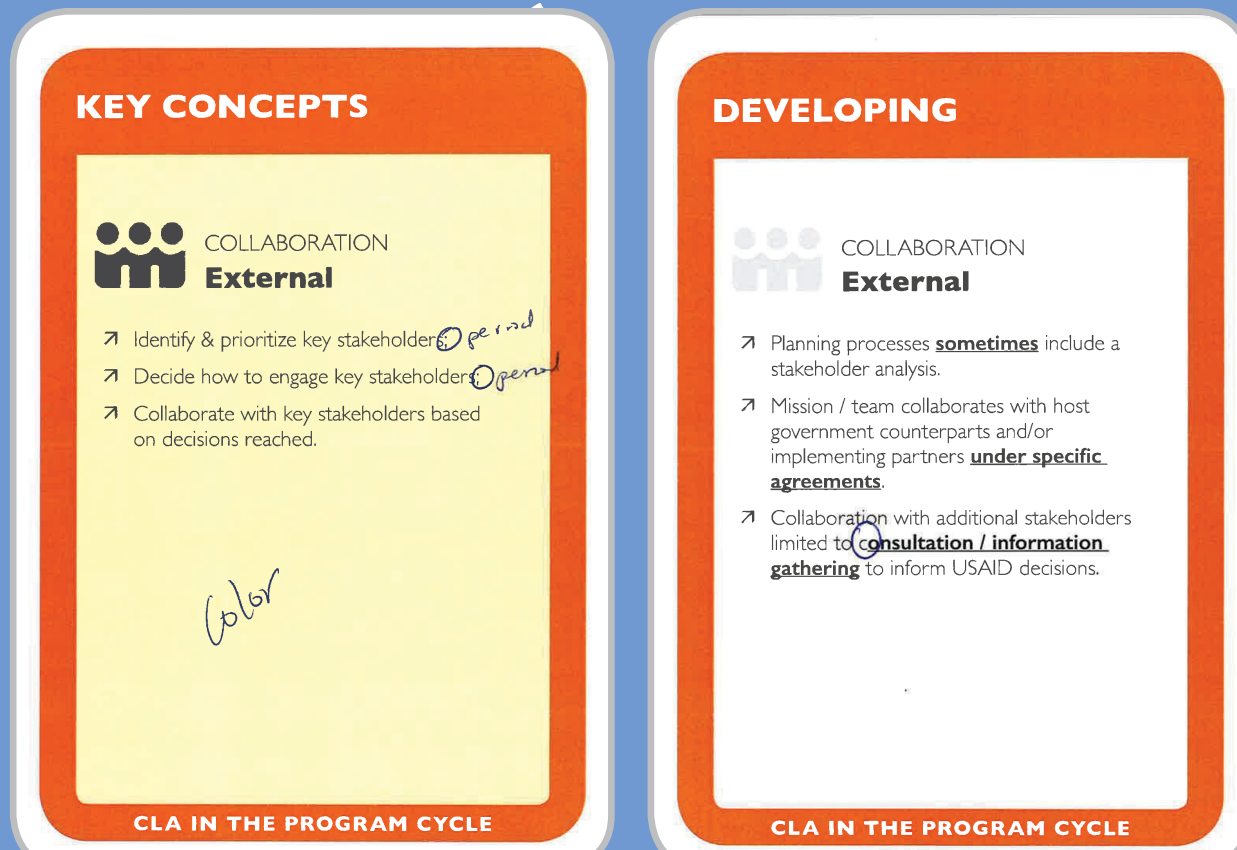 KEY CONCEPTS
COLLABORATION
External
Identify & prioritize key stakeholders; period
Decide how to engage key stakeholders; period
Collaborate with key stakeholders based
on decisions reached.
Color
CLA IN THE PROGRAM CYCLE
DEVELOPING
COLLABORATION
External
Planning processes sometimes include a
stakeholder analysis.
Mission / team collaborates with host
government counterparts and/or
implementing partners under specific
agreements.
Collaboration with additional stakeholders
limited to consultation / information
gathering to inform USAID decisions.
CLA IN THE PROGRAM CYCLE